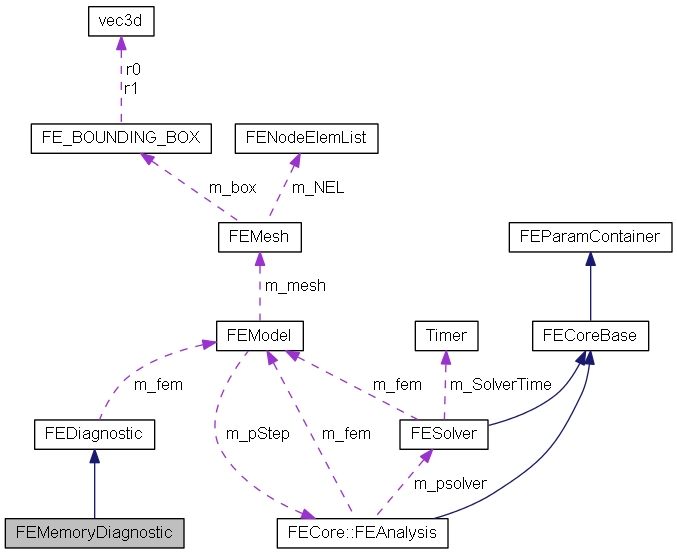 vec3d
r0
r1
FE_BOUNDING_BOX
FENodeElemList
m_box
m_NEL
FEMesh
FEParamContainer
m_mesh
FEModel
Timer
FECoreBase
m_fem
m_fem
m_SolverTime
FEDiagnostic
m_pStep
m_fem
FESolver
m_psolver
FEMemoryDiagnostic
FECore::FEAnalysis